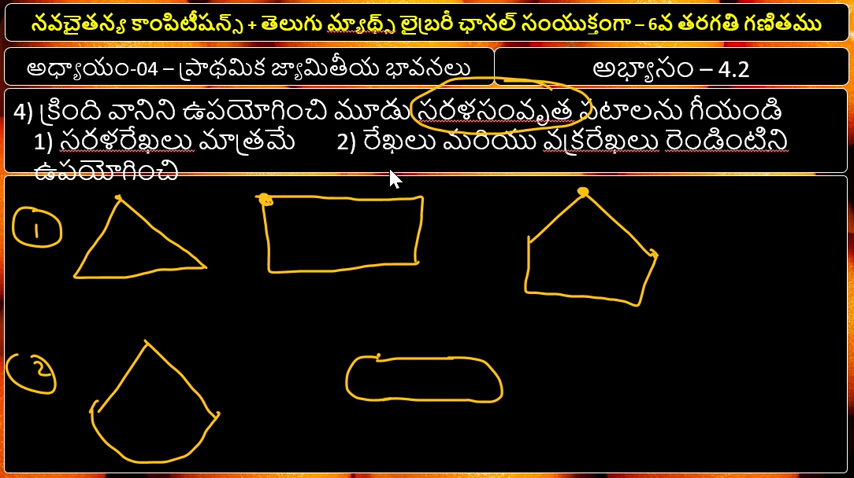 నవచైతన్య కాంపిటీషన్స్ + తెలుగు మ్యాథ్స్ లైబ్రరీ ఛానల్ సంయుక్తంగా – 6వ తరగతి గణితము
అధ్యాయం-04 – ప్రాథమిక జ్యామితీయ భావనలు
అభ్యాసం – 4.2
4) క్రింది వానిని ఉపయోగించి మూడు సరళసంవృత పటాలను గీయండి
1) సరళరేఖలు మాత్రమే 2) రేఖలు మరియు వక్రరేఖలు రెండింటిని
ఉపయోగించి
1
2